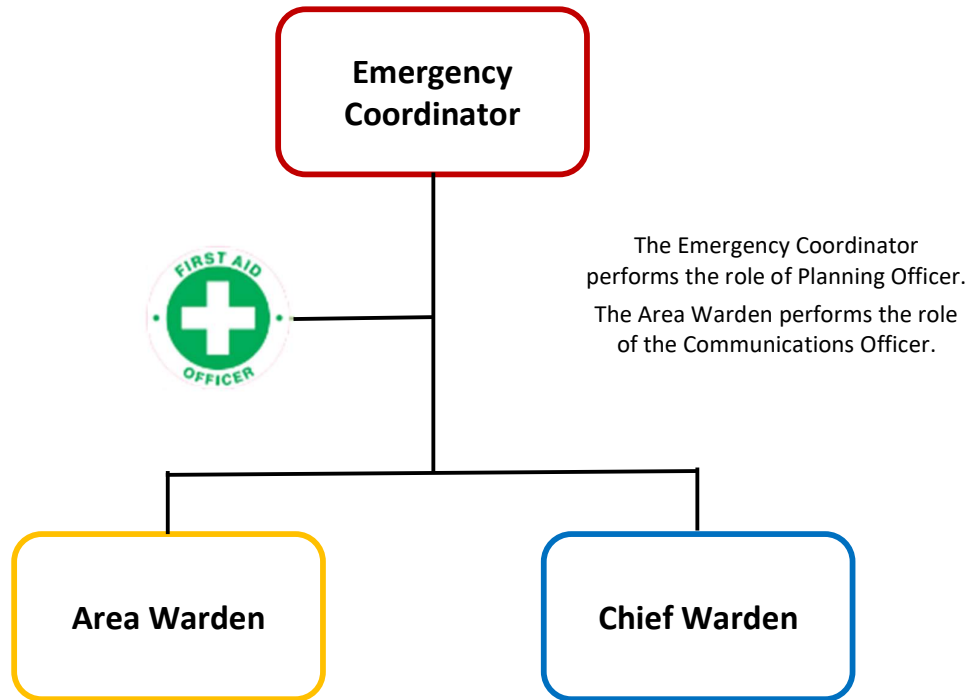 Emergency
Coordinator
FIRST AID
OFFICER
The Emergency Coordinator
performs the role of Planning Officer.
The Area Warden performs the role
of the Communications Officer.
Area Warden
Chief Warden